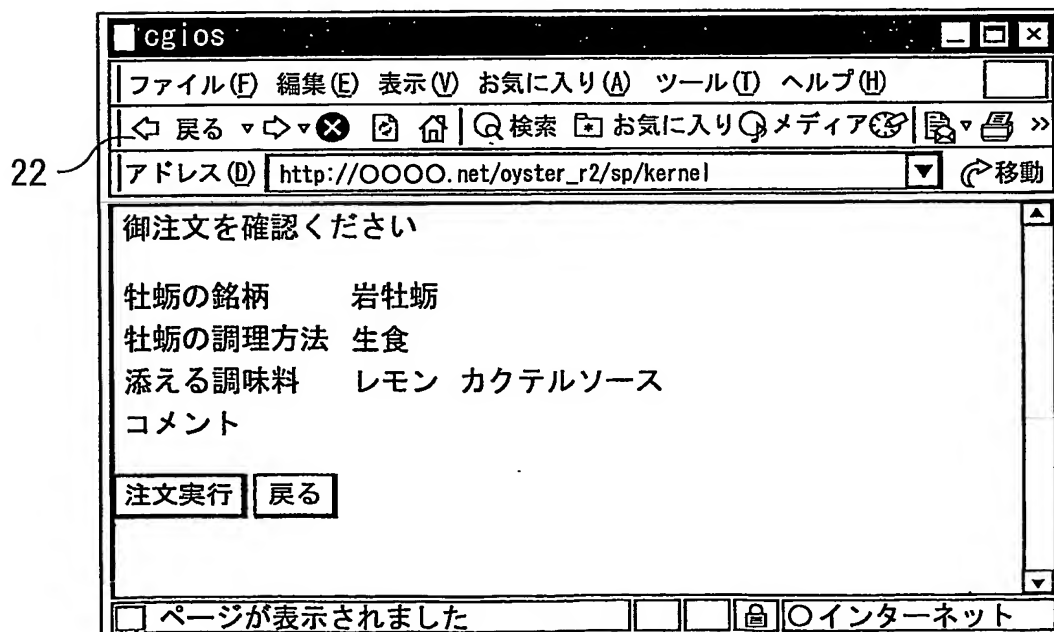 cgios
ファイル(F) 編集(E) 表示(V) お気に入り(A) ツール(T) ヘルプ(H)
戻る 検索 お気に入り メディア »
22
アドレス(D) http://○○○○.net/oyster_r2/sp/kernel 移動
御注文を確認ください
牡蛎の銘柄 岩牡蛎
牡蛎の調理方法 生食
添える調味料 レモン カクテルソース
コメント
注文実行 戻る
ページが表示されました インターネット